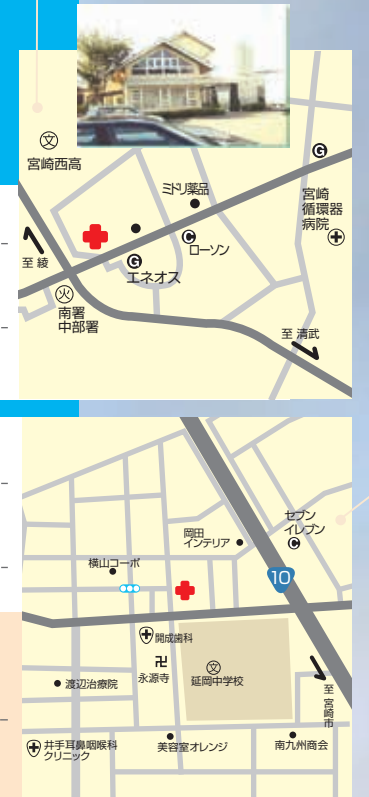 文
宮崎西高
G
ミドリ薬品
宮崎
循環器
病院
C
ローソン
至 綾
G
エネオス
火
南署
中部署
至 清武
セブン
イレブン
C
岡田
インテリア
横山コーポ
10
開成歯科
卍
永源寺
文
延岡中学校
渡辺治療院
至
宮
崎
市
井手耳鼻咽喉科
クリニック
美容室オレンジ
南九州商会